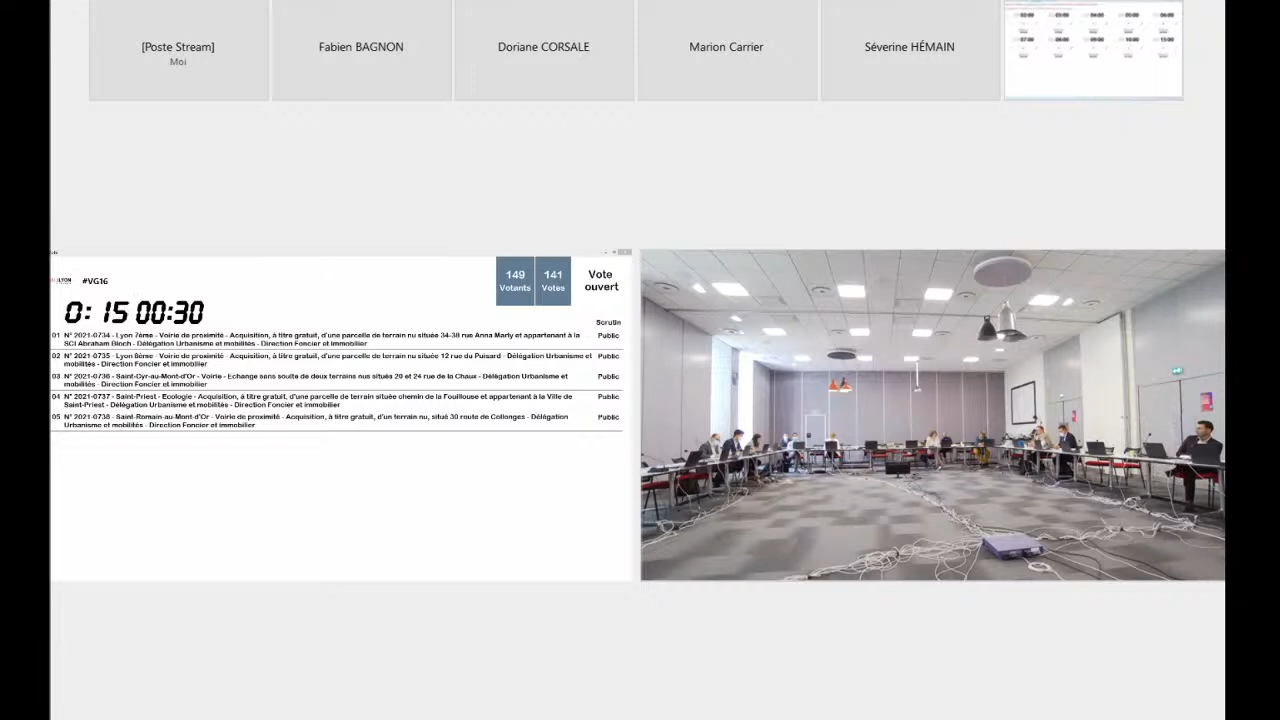 [Poste Stream]
Moi
Fabien BAGNON
Doriane CORSALE
Marion Carrier
Séverine HÉMAIN
#VG16
149
Votants
141
Votes
Vote
ouvert
0: 15 00:30
Scrutin
01 N° 2021-0734 - Lyon 7ème - Voirie de proximité - Acquisition, à titre gratuit, d'une parcelle de terrain nu située 34-38 rue Anna Marly et appartenant à la Public
SCI Abraham Bloch - Délégation Urbanisme et mobilités - Direction Foncier et immobilier
02 N° 2021-0735 - Lyon 8ème - Voirie de proximité - Acquisition, à titre gratuit, d'une parcelle de terrain nu située 12 rue du Puisard - Délégation Urbanisme et Public
mobilités - Direction Foncier et immobilier
03 N° 2021-0736 - Saint-Cyr-au-Mont-d'Or - Voirie - Echange sans soulte de deux terrains nus situés 20 et 24 rue de la Chaux - Délégation Urbanisme et Public
mobilités - Direction Foncier et immobilier
04 N° 2021-0737 - Saint-Priest - Ecologie - Acquisition, à titre gratuit, d'une parcelle de terrain située chemin de la Fouillouse et appartenant à la Ville de Public
Saint-Priest - Délégation Urbanisme et mobilités - Direction Foncier et immobilier
05 N° 2021-0738 - Saint-Romain-au-Mont-d'Or - Voirie de proximité - Acquisition, à titre gratuit, d'un terrain nu, situé 30 route de Collonges - Délégation Public
Urbanisme et mobilités - Direction Foncier et immobilier